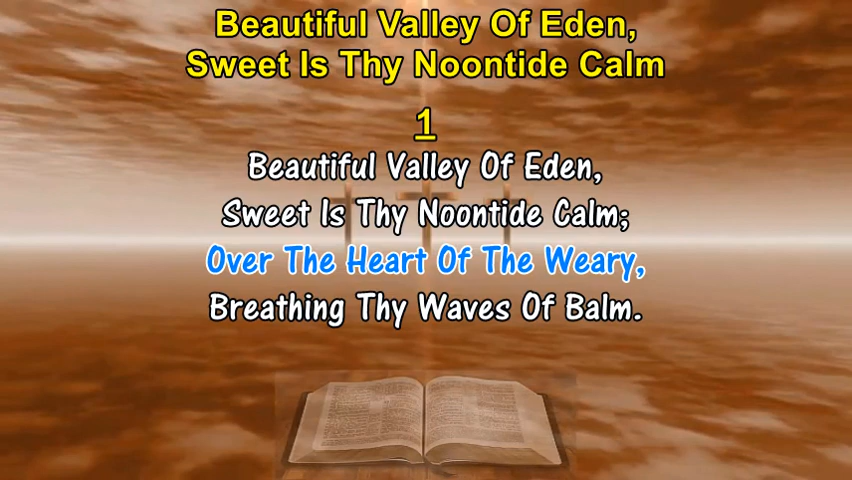 Beautiful Valley Of Eden,
Sweet Is Thy Noontide Calm
1
Beautiful Valley Of Eden,
Sweet Is Thy Noontide Calm;
Over The Heart Of The Weary,
Breathing Thy Waves Of Balm.